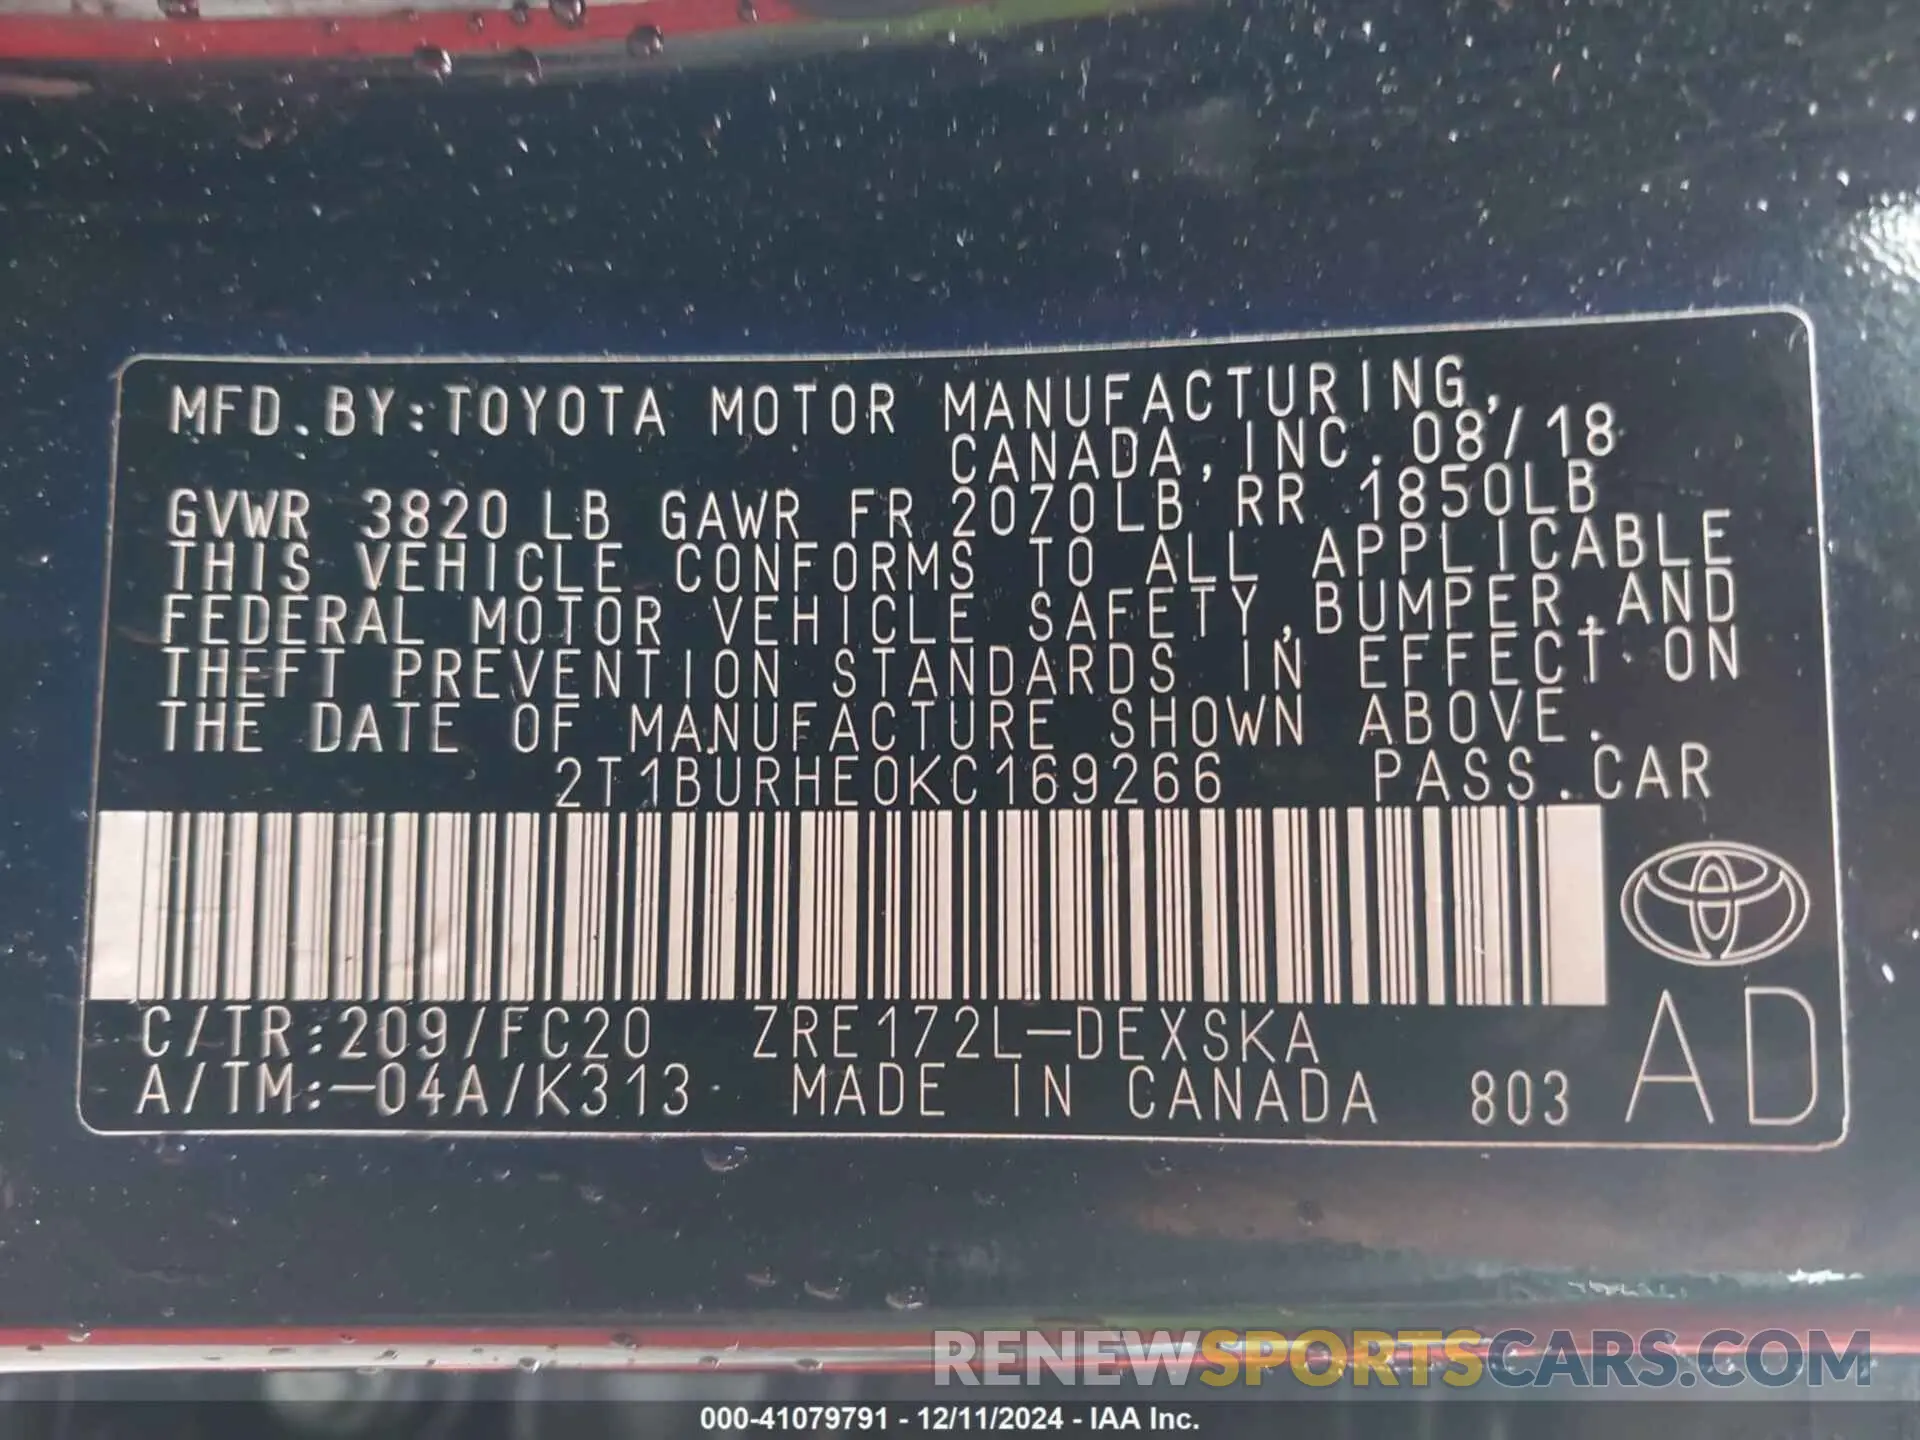 MFD.BY:TOYOTA MOTOR MANUFACTURING,
CANADA,INC.08/18
GVWR 3820 LB GAWR FR 2070LB RR 1850LB
THIS VEHICLE CONFORMS TO ALL APPLICABLE
FEDERAL MOTOR VEHICLE SAFETY,BUMPER,AND
THEFT PREVENTION STANDARDS IN EFFECT ON
THE DATE OF MANUFACTURE SHOWN ABOVE.
2T1BURHE0KC169266 PASS.CAR
C/TR:209/FC20 ZRE172L-DEXSKA
A/TM:-04A/K313 MADE IN CANADA 803 AD
RENEWSPORTSCARS.COM
000-41079791 - 12/11/2024 - IAA Inc.